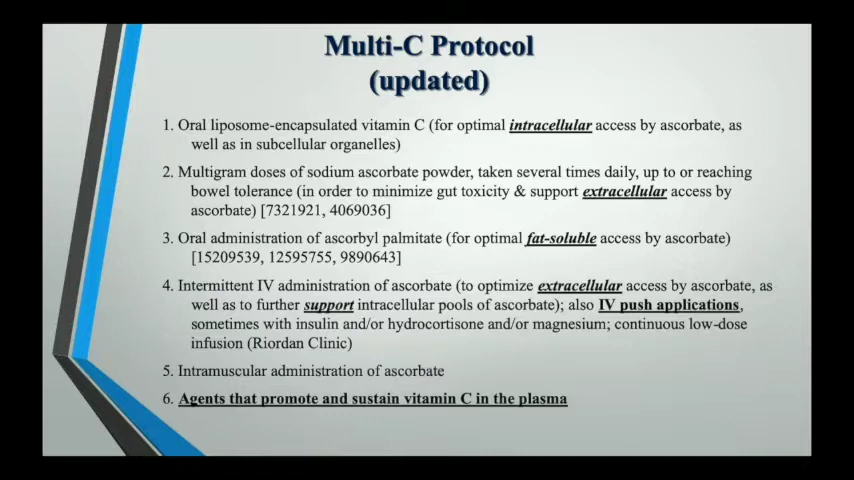 Multi-C Protocol
(updated)
1. Oral liposome-encapsulated vitamin C (for optimal intracellular access by ascorbate, as
well as in subcellular organelles)
2. Multigram doses of sodium ascorbate powder, taken several times daily, up to or reaching
bowel tolerance (in order to minimize gut toxicity & support extracellular access by
ascorbate) [7321921, 4069036]
3. Oral administration of ascorbyl palmitate (for optimal fat-soluble access by ascorbate)
[15209539, 12595755, 9890643]
4. Intermittent IV administration of ascorbate (to optimize extracellular access by ascorbate, as
well as to further support intracellular pools of ascorbate); also IV push applications,
sometimes with insulin and/or hydrocortisone and/or magnesium; continuous low-dose
infusion (Riordan Clinic)
5. Intramuscular administration of ascorbate
6. Agents that promote and sustain vitamin C in the plasma